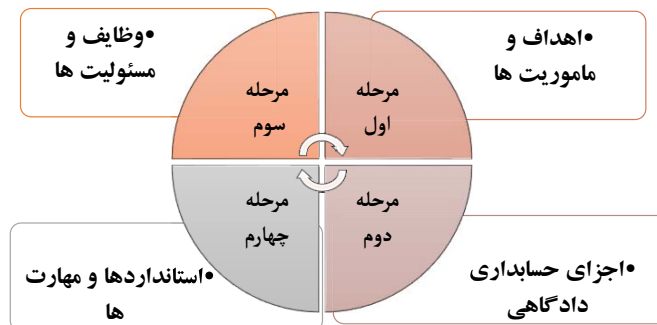 •اهداف و
ماموریت ها
مرحله
اول
•وظایف و
مسئولیت ها
مرحله
سوم
•اجزای حسابداری
دادگاهی
مرحله
دوم
•استانداردها و مهارت
ها
مرحله
چهارم